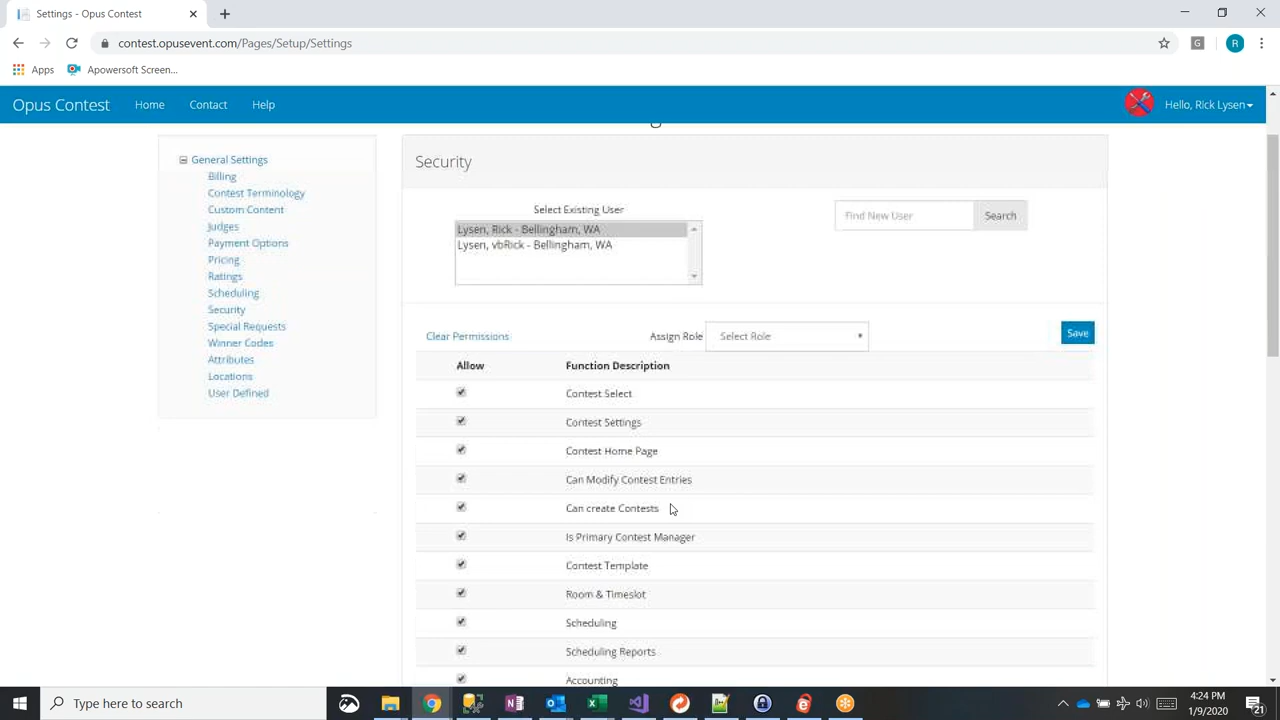 Settings - Opus Contest
contest.opusevent.com/Pages/Setup/Settings
G
R
Apps
Apowersoft Screen...
Opus Contest
Home
Contact
Help
Hello, Rick Lysen
General Settings
Billing
Contest Terminology
Custom Content
Judges
Payment Options
Pricing
Ratings
Scheduling
Security
Special Requests
Winner Codes
Attributes
Locations
User Defined
Security
Select Existing User
Lysen, Rick - Bellingham, WA
Lysen, vbRick - Bellingham, WA
Find New User
Search
Clear Permissions
Assign Role
Select Role
Save
Allow
Function Description
Contest Select
Contest Settings
Contest Home Page
Can Modify Contest Entries
Can create Contests
Is Primary Contest Manager
Contest Template
Room & Timeslot
Scheduling
Scheduling Reports
Accounting
Type here to search
4:24 PM
1/9/2020
21